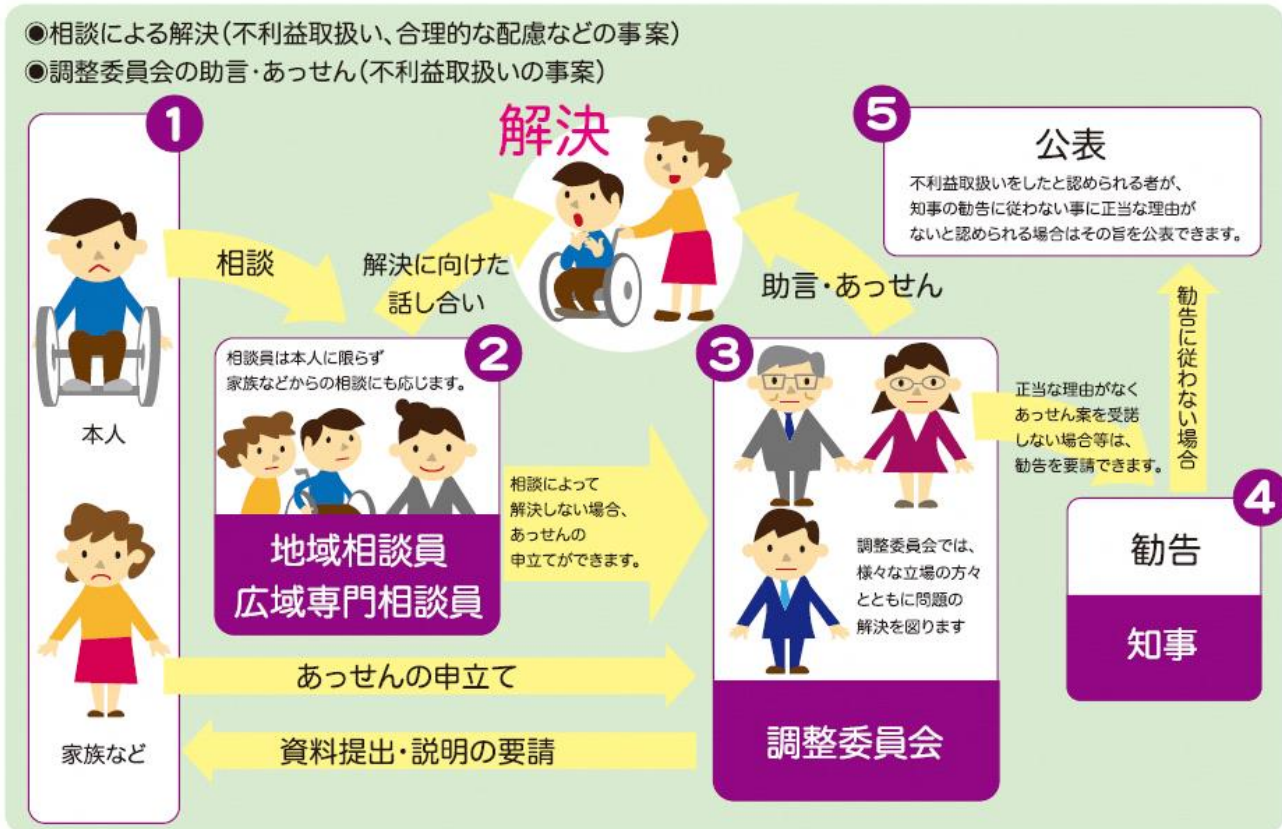 ◉相談による解決(不利益取扱い、合理的な配慮などの事案)
◉調整委員会の助言・あっせん(不利益取扱いの事案)
1
本人
家族など
相談
解決に向けた
話し合い
解決
2
相談員は本人に限らず
家族などからの相談にも応じます。
地域相談員
広域専門相談員
相談によって
解決しない場合、
あっせんの
申立てができます。
あっせんの申立て
資料提出・説明の要請
助言・あっせん
3
調整委員会では、
様々な立場の方々
とともに問題の
解決を図ります
調整委員会
正当な理由がなく
あっせん案を受諾
しない場合等は、
勧告を要請できます。
4
勧告
知事
勧告に従わない場合
5
公表
不利益取扱いをしたと認められる者が、
知事の勧告に従わない事に正当な理由が
ないと認められる場合はその旨を公表できます。